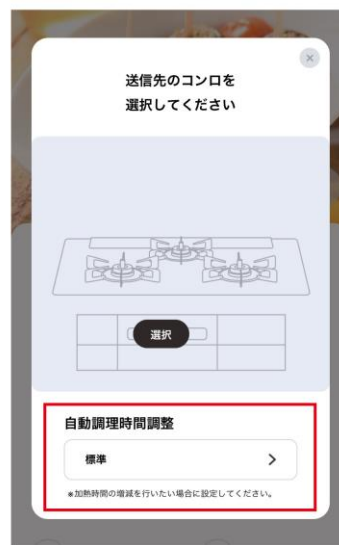 送信先のコンロを
選択してください
選択
自動調理時間調整
標準
※加熱時間の増減を行いたい場合に設定してください。